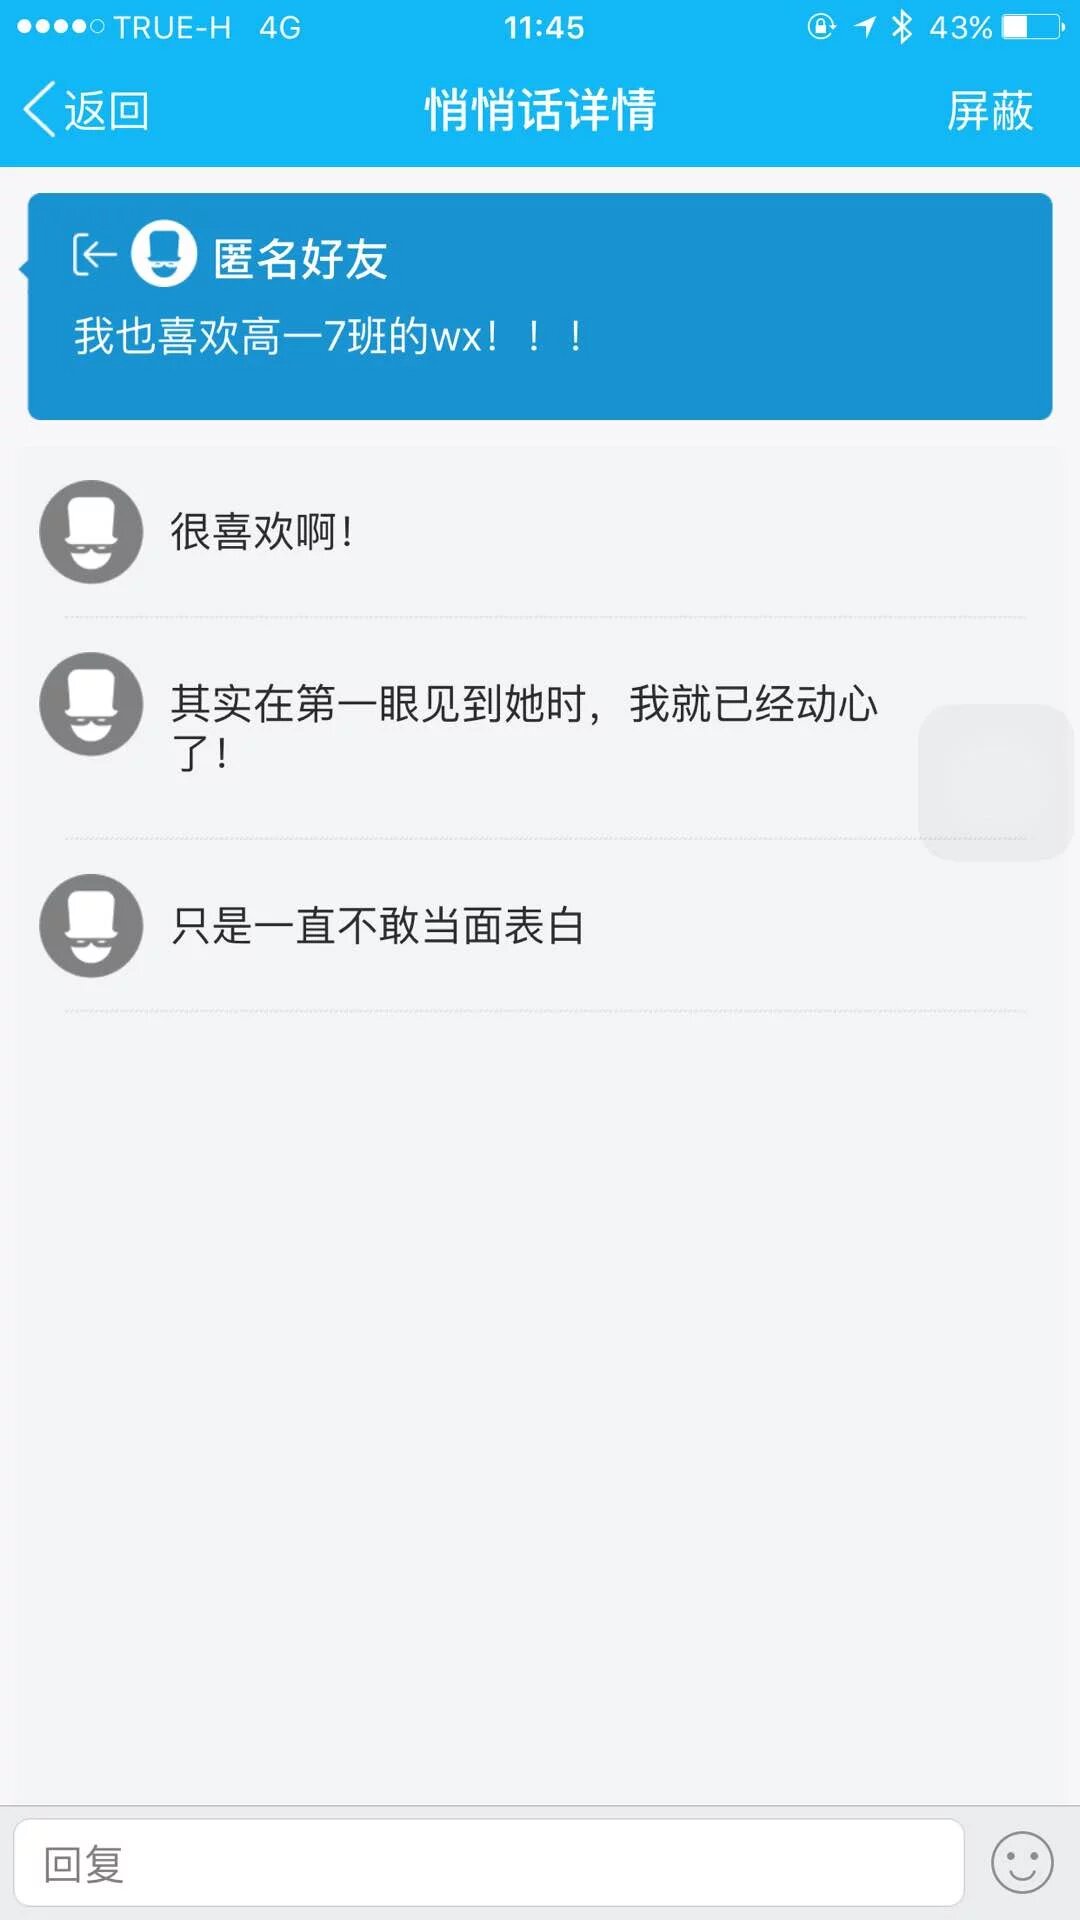 TRUE-H 4G 11:45 43%
返回 悄悄话详情 屏蔽
匿名好友
我也喜欢高一7班的wx！！！
很喜欢啊！
其实在第一眼见到她时，我就已经动心
了！
只是一直不敢当面表白
回复